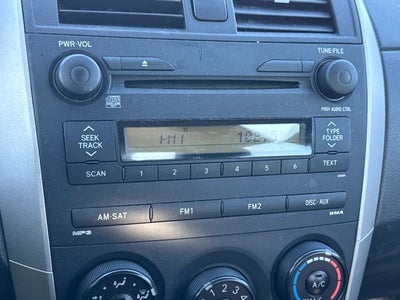 PWR•VOL
TUNE•FILE
PUSH AUDIO CTRL
FM1
SEEK
TRACK
TYPE
FOLDER
SCAN 1 2 3 4 5 6 TEXT
AM•SAT FM1 FM2 DISC•AUX
MP3 WMA
A/C